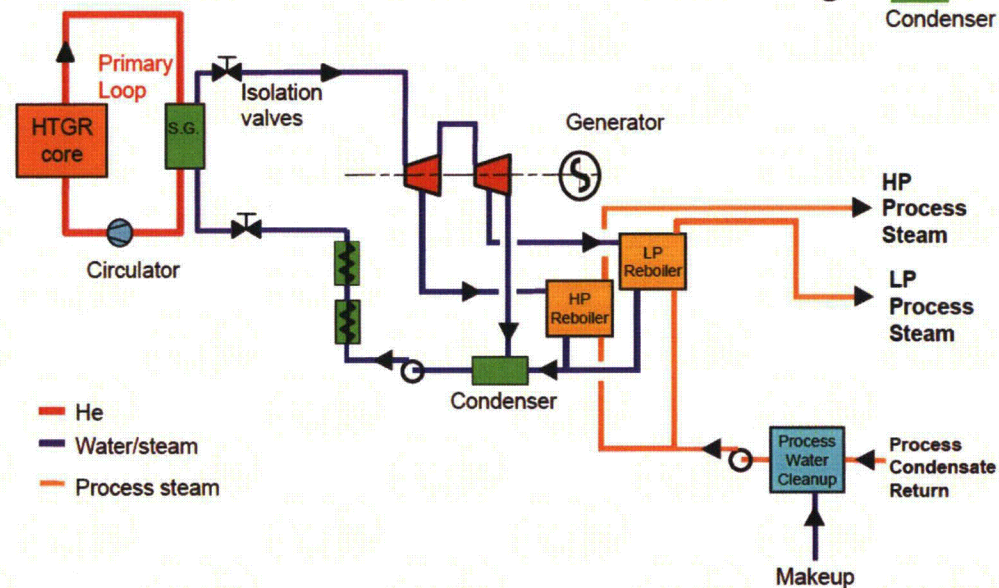 Condenser
Primary
Loop
HTGR
core
S.G.
Isolation
valves
Circulator
Generator
HP
Process
Steam
LP
Reboiler
LP
Process
Steam
HP
Reboiler
Condenser
He
Water/steam
Process steam
Process
Water
Cleanup
Process
Condensate
Return
Makeup